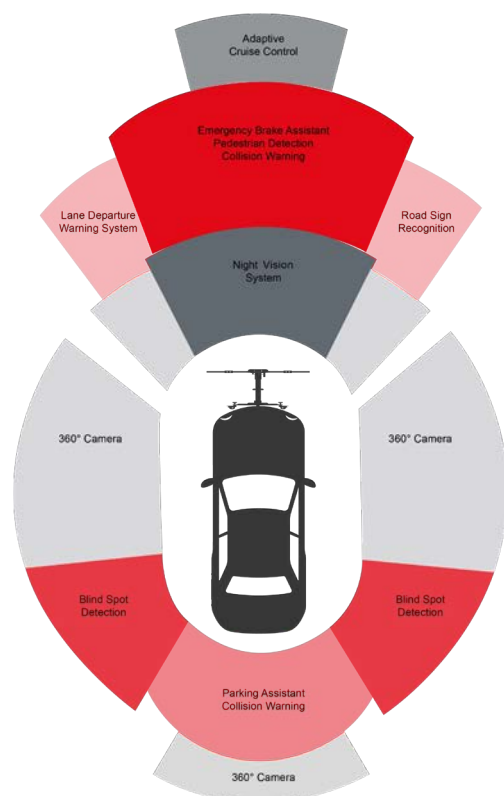 Adaptive
Cruise Control
Emergency Brake Assistant
Pedestrian Detection
Collision Warning
Lane Departure
Warning System
Road Sign
Recognition
Night Vision
System
360° Camera
360° Camera
Blind Spot
Detection
Blind Spot
Detection
Parking Assistant
Collision Warning
360° Camera